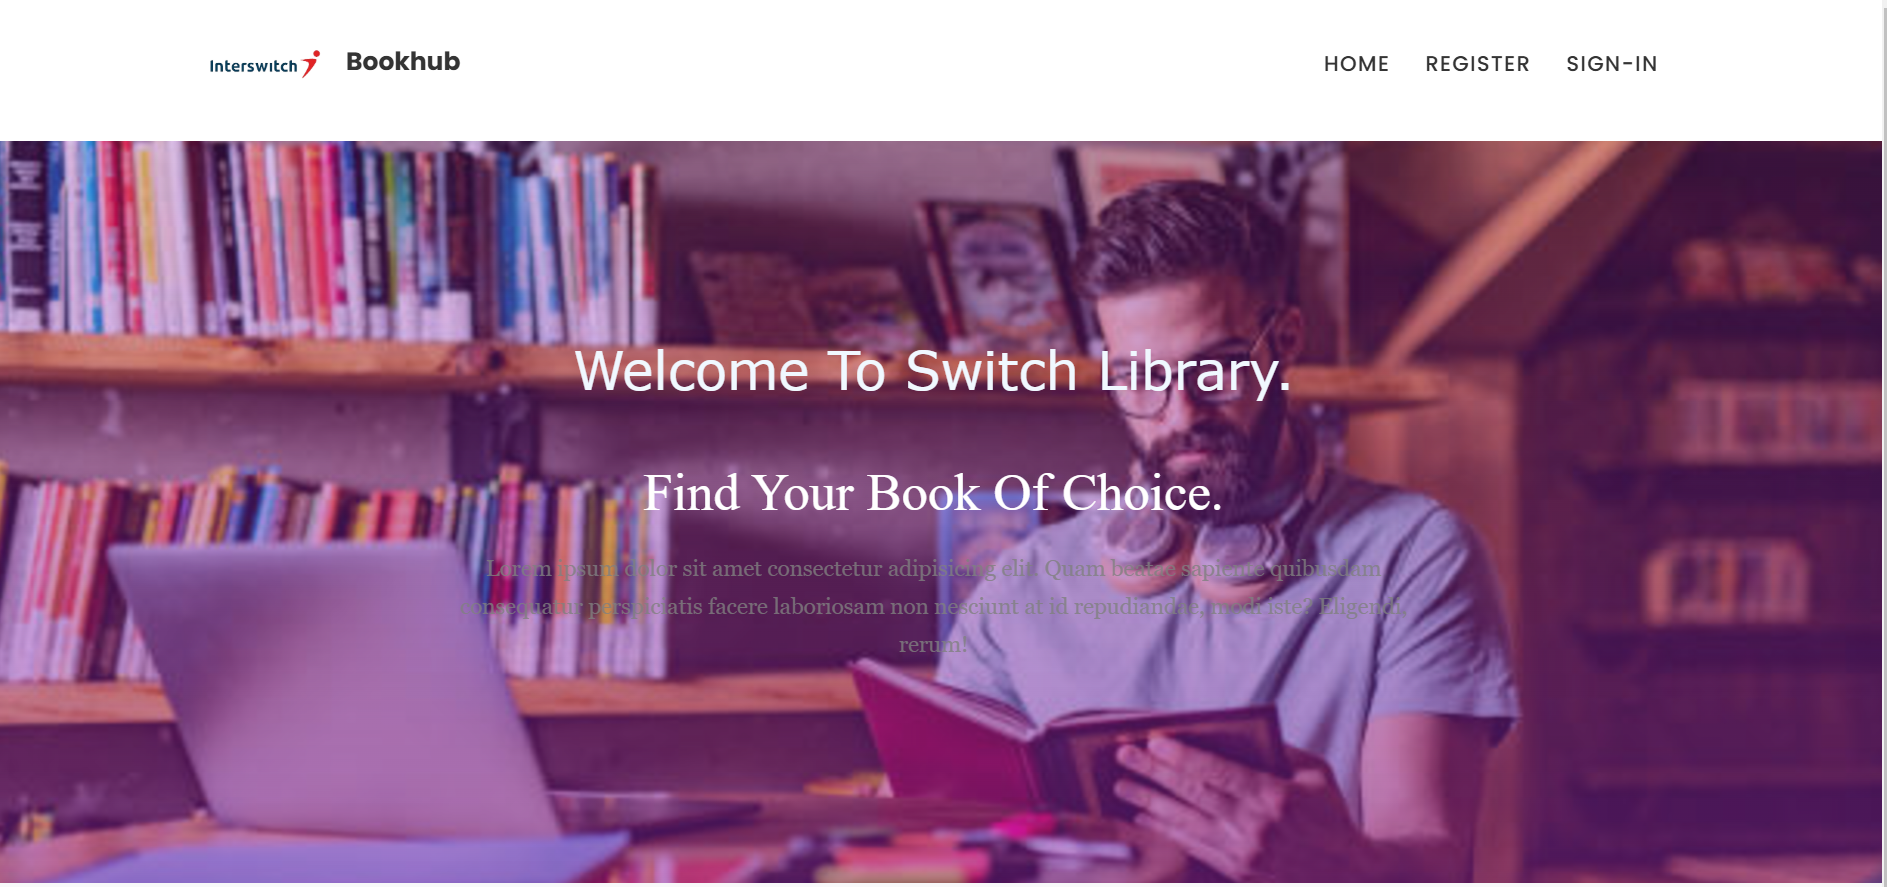 Interswitch Bookhub HOME REGISTER SIGN-IN
Welcome To Switch Library.
Find Your Book Of Choice.
Lorem ipsum dolor sit amet consectetur adipisicing elit. Quam beatae sapiente quibusdam
consequatur perspiciatis facere laboriosam non nesciunt at id repudiandae, modi iste? Eligendi,
rerum!